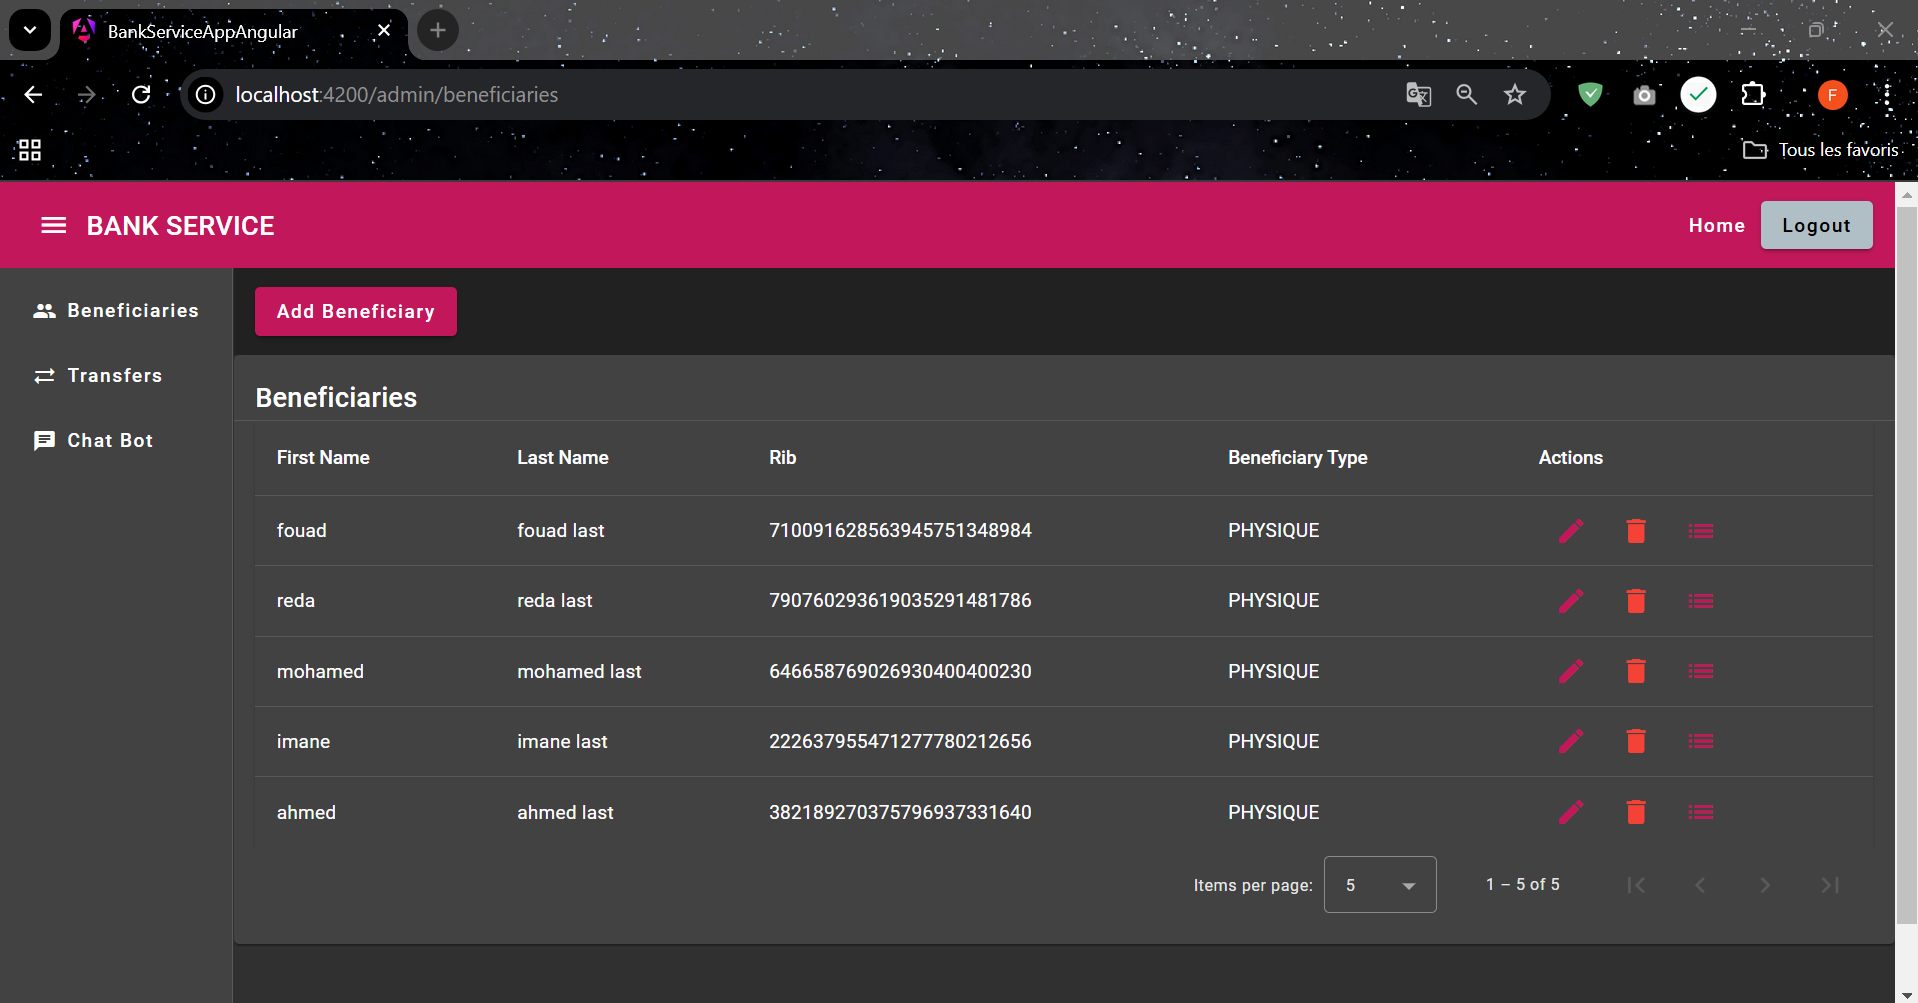 BankServiceAppAngular
localhost:4200/admin/beneficiaries
F
Tous les favoris
BANK SERVICE
Home
Logout
Beneficiaries
Transfers
Chat Bot
Add Beneficiary
Beneficiaries
First Name Last Name Rib Beneficiary Type Actions
fouad fouad last 710091628563945751348984 PHYSIQUE
reda reda last 790760293619035291481786 PHYSIQUE
mohamed mohamed last 646658769026930400400230 PHYSIQUE
imane imane last 222637955471277780212656 PHYSIQUE
ahmed ahmed last 382189270375796937331640 PHYSIQUE
Items per page: 5 1 – 5 of 5